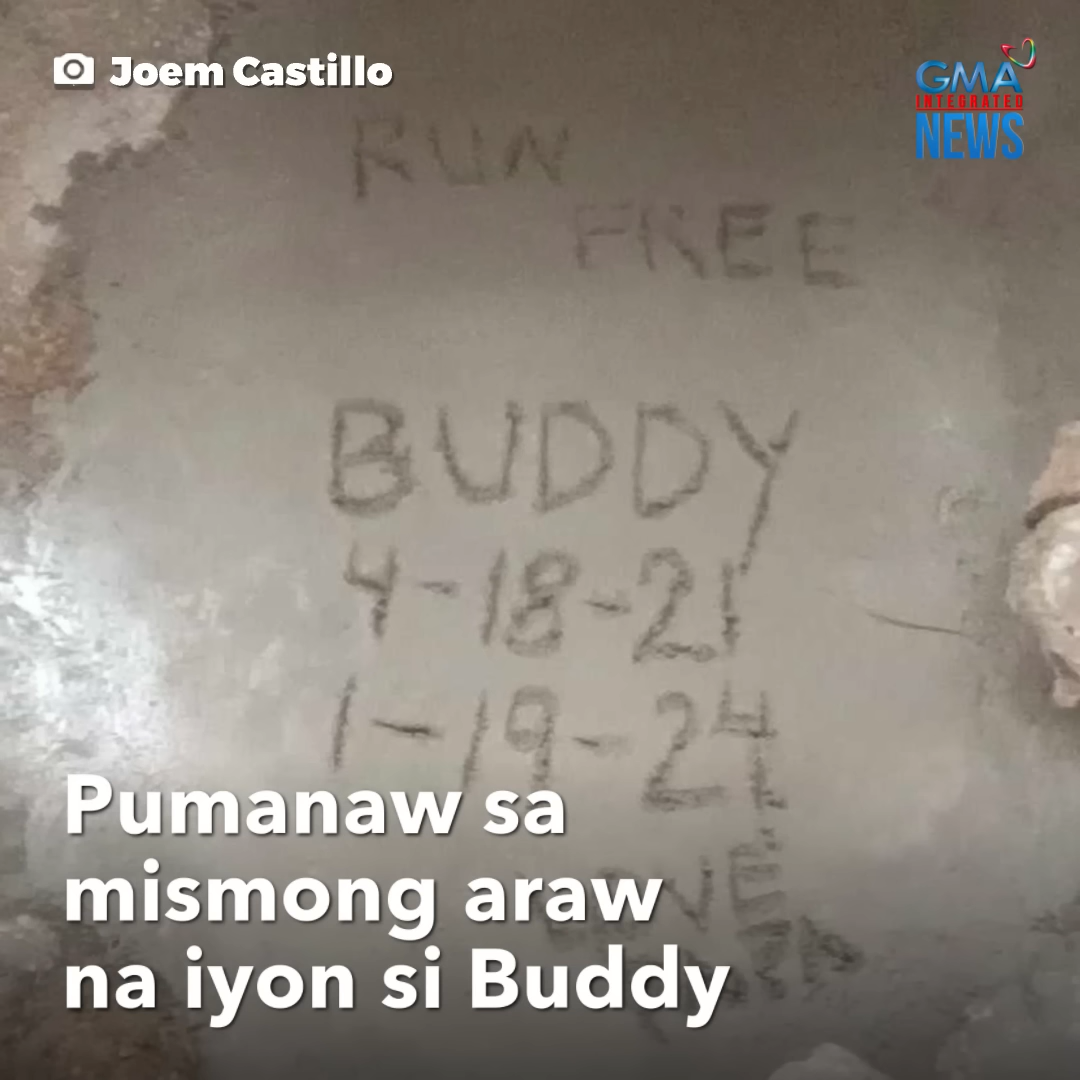 Joem Castillo
GMA
INTEGRATED
NEWS
RUN
FREE
BUDDY
4-18-21
1-19-24
Pumanaw sa
mismong araw
na iyon si Buddy